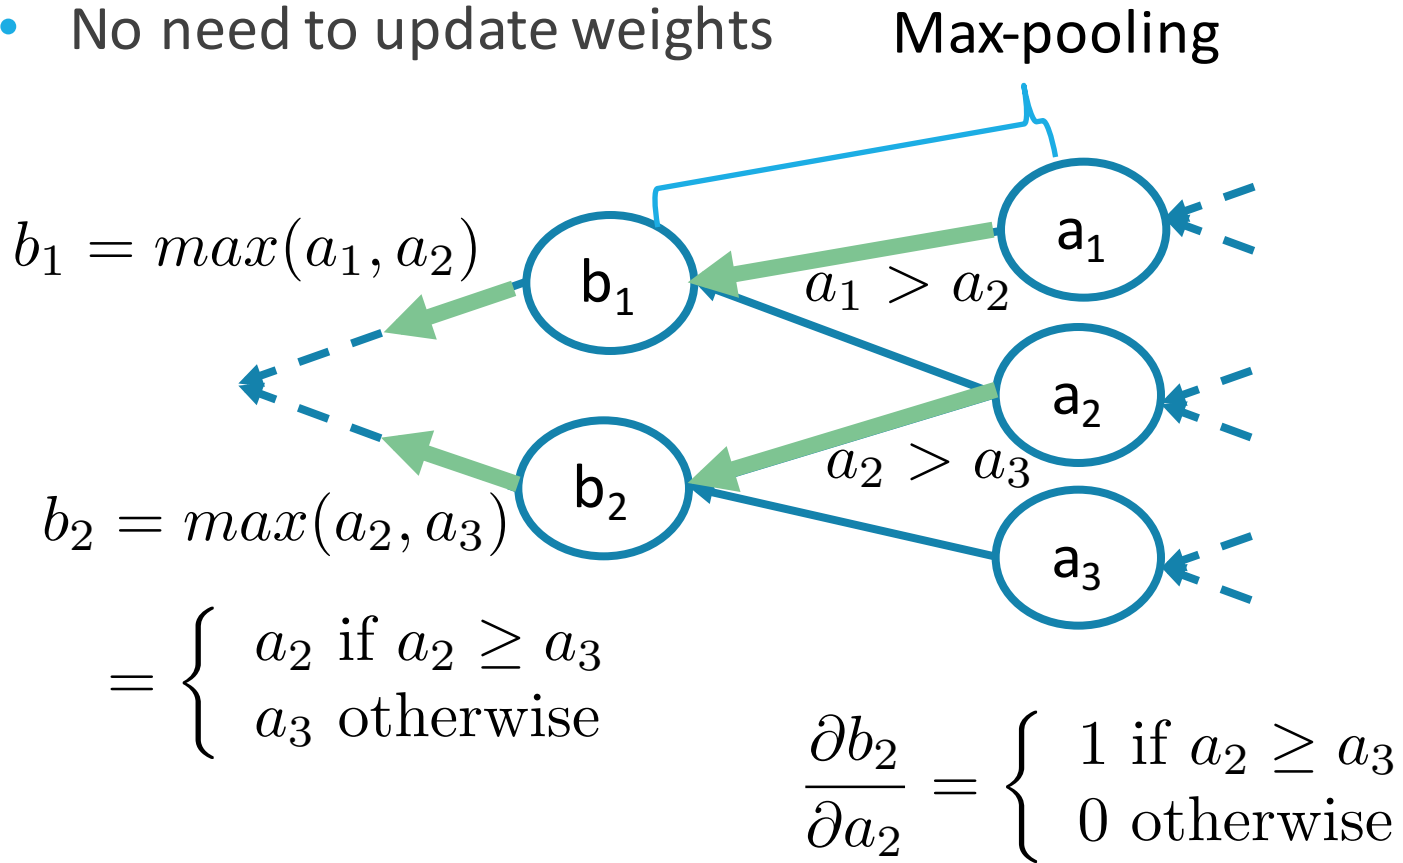 • No need to update weights
Max-pooling
b₁ = max(a₁, a₂)
b₁
a₁
a₁ > a₂
a₂
a₂ > a₃
b₂
b₂ = max(a₂, a₃)
a₃
= { a₂ if a₂ ≥ a₃
a₃ otherwise
∂b₂/∂a₂ = { 1 if a₂ ≥ a₃
0 otherwise